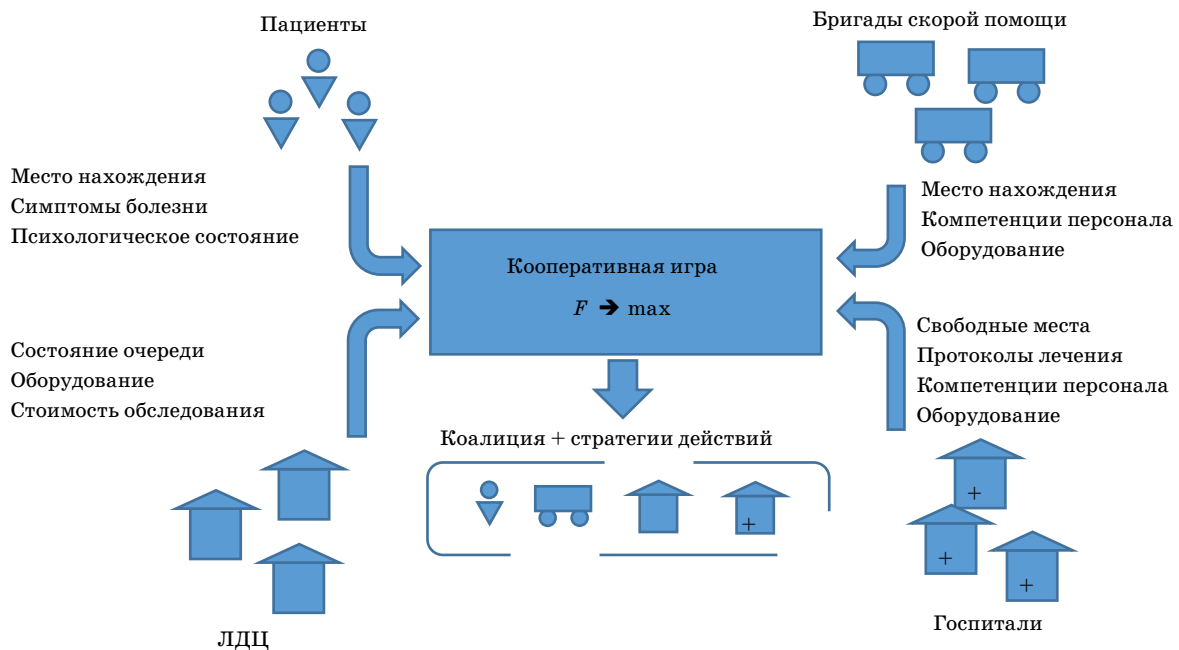 Пациенты
Бригады скорой помощи
Место нахождения
Симптомы болезни
Психологическое состояние
Место нахождения
Компетенции персонала
Оборудование
Кооперативная игра
F ➔ max
Состояние очереди
Оборудование
Стоимость обследования
Свободные места
Протоколы лечения
Компетенции персонала
Оборудование
Коалиция + стратегии действий
+
+
+
+
ЛДЦ
Госпитали